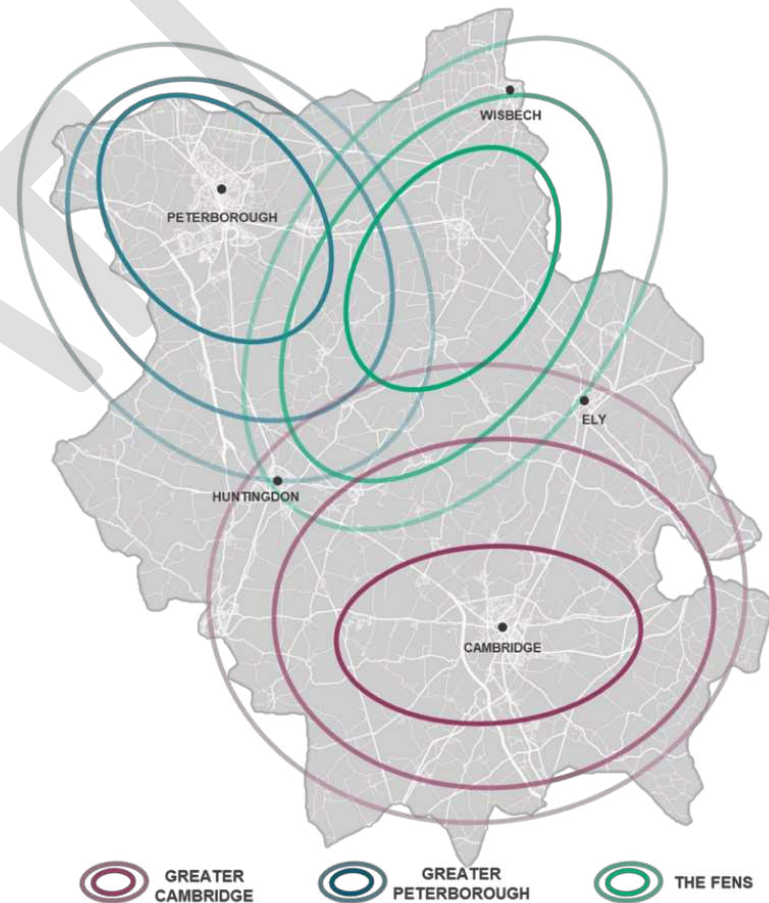 WISBECH
PETERBOROUGH
ELY
HUNTINGDON
CAMBRIDGE
GREATER
CAMBRIDGE
GREATER
PETERBOROUGH
THE FENS